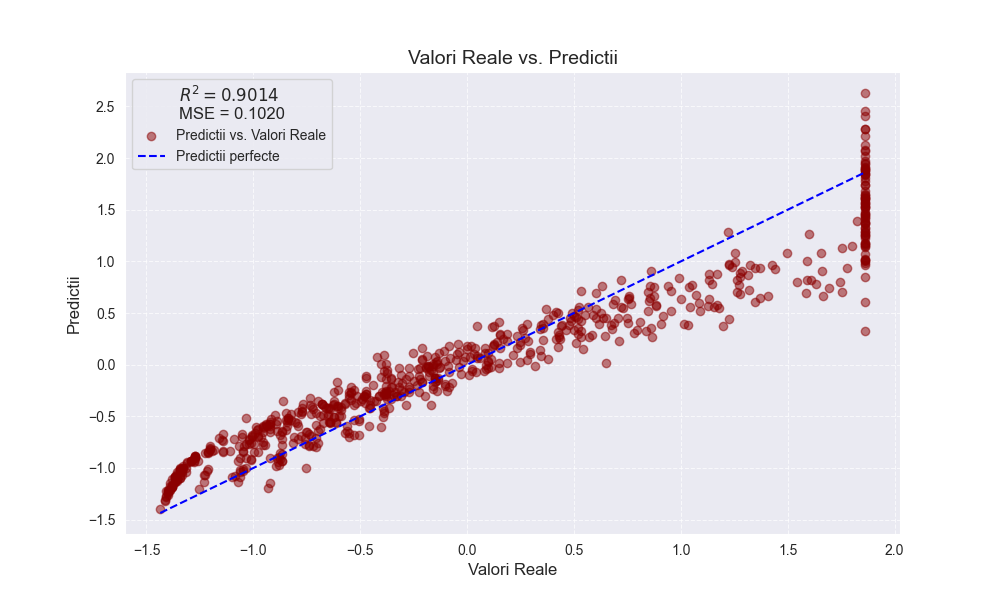 Valori Reale vs. Predictii
R² = 0.9014
MSE = 0.1020
Predictii vs. Valori Reale
Predictii perfecte
Predictii
2.5
2.0
1.5
1.0
0.5
0.0
−0.5
−1.0
−1.5
−1.5 −1.0 −0.5 0.0 0.5 1.0 1.5 2.0
Valori Reale